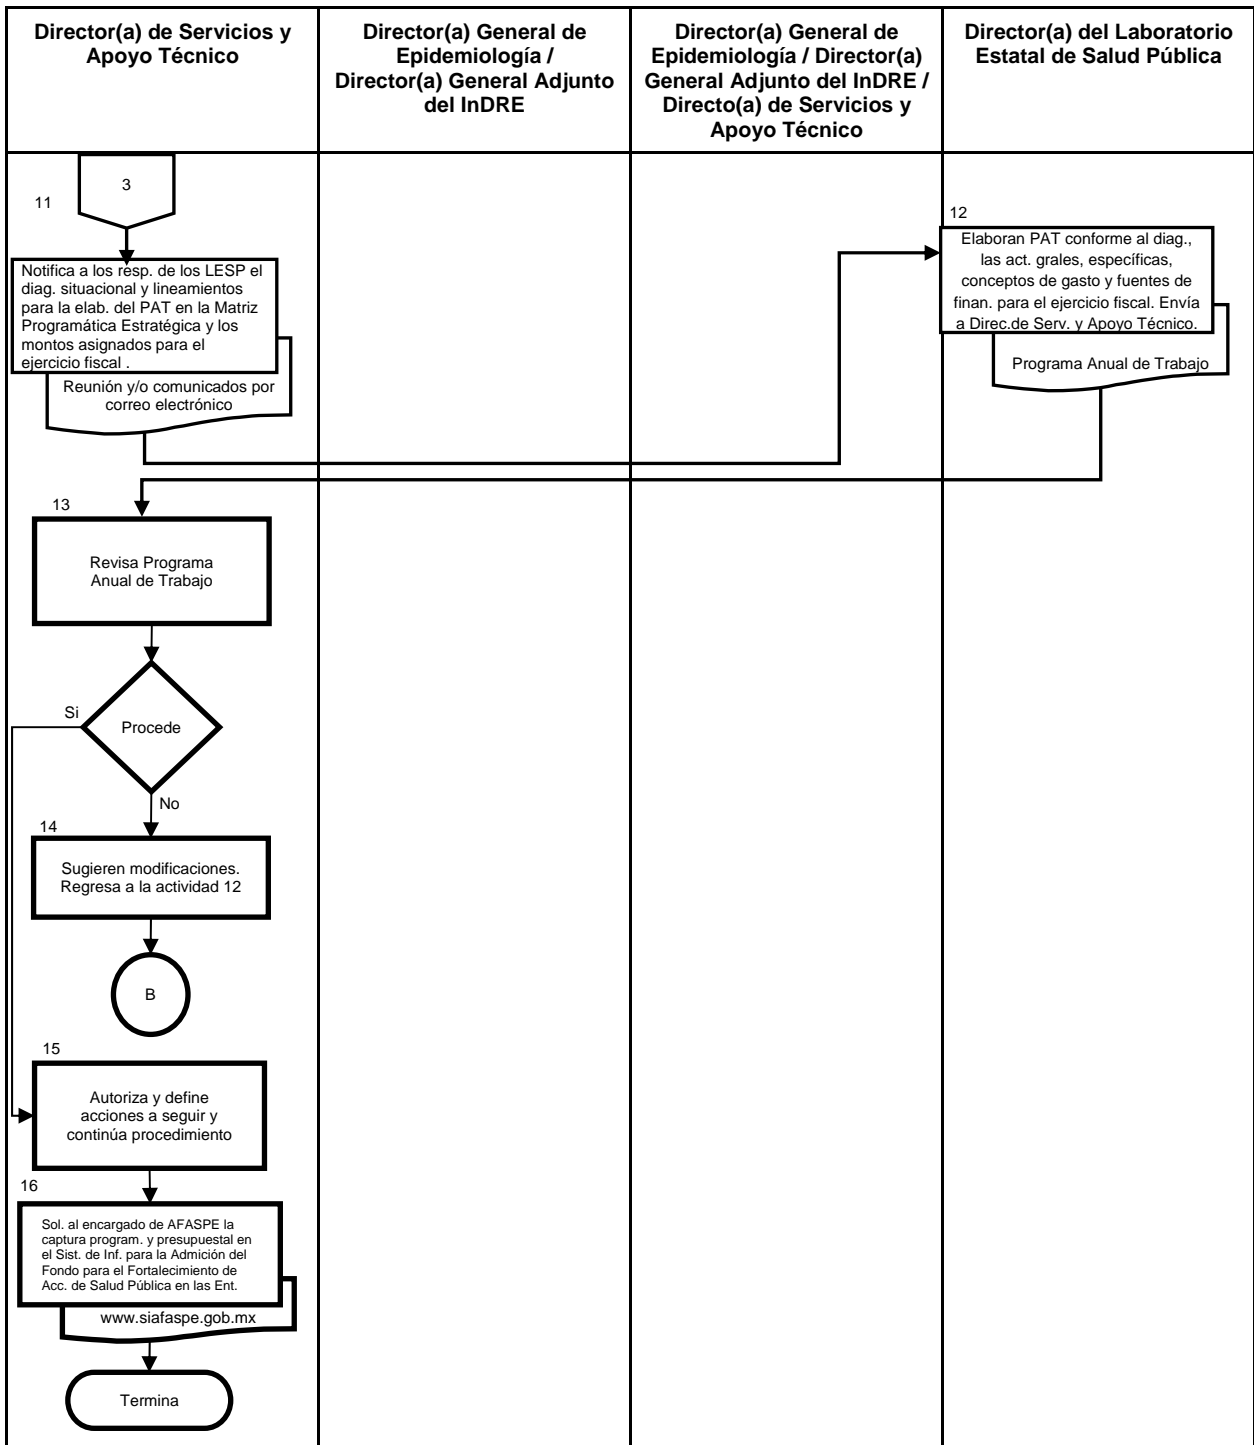 Director(a) de Servicios y
Apoyo Técnico
Director(a) General de
Epidemiología /
Director(a) General Adjunto
del InDRE
Director(a) General de
Epidemiología / Director(a)
General Adjunto del InDRE /
Directo(a) de Servicios y
Apoyo Técnico
Director(a) del Laboratorio
Estatal de Salud Pública
3
11
Notifica a los resp. de los LESP el
diag. situacional y lineamientos
para la elab. del PAT en la Matriz
Programática Estratégica y los
montos asignados para el
ejercicio fiscal .
Reunión y/o comunicados por
correo electrónico
12
Elaboran PAT conforme al diag.,
las act. grales, específicas,
conceptos de gasto y fuentes de
finan. para el ejercicio fiscal. Envía
a Direc.de Serv. y Apoyo Técnico.
Programa Anual de Trabajo
13
Revisa Programa
Anual de Trabajo
Si
Procede
No
14
Sugieren modificaciones.
Regresa a la actividad 12
B
15
Autoriza y define
acciones a seguir y
continúa procedimiento
16
Sol. al encargado de AFASPE la
captura program. y presupuestal en
el Sist. de Inf. para la Admición del
Fondo para el Fortalecimiento de
Acc. de Salud Pública en las Ent.
www.siafaspe.gob.mx
Termina